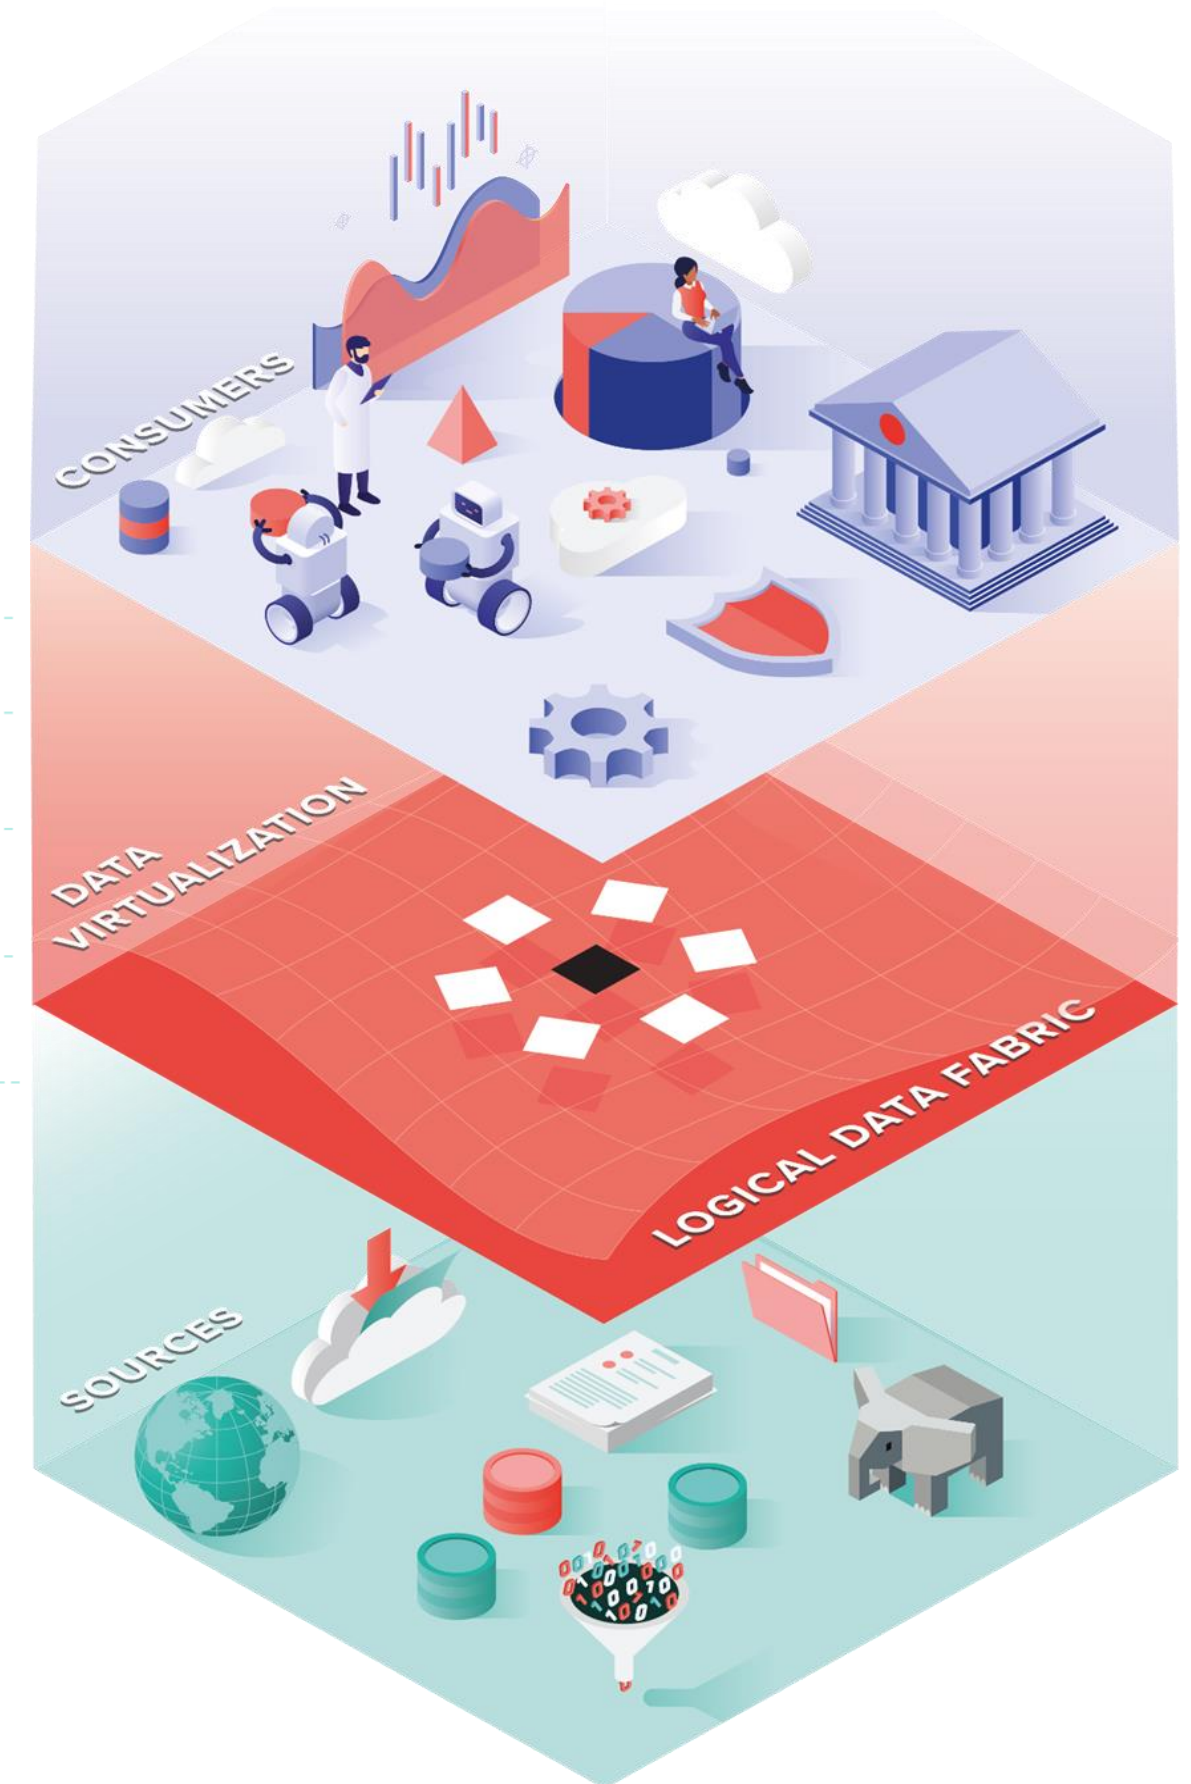 CONSUMERS
DATA
VIRTUALIZATION
LOGICAL DATA FABRIC
SOURCES